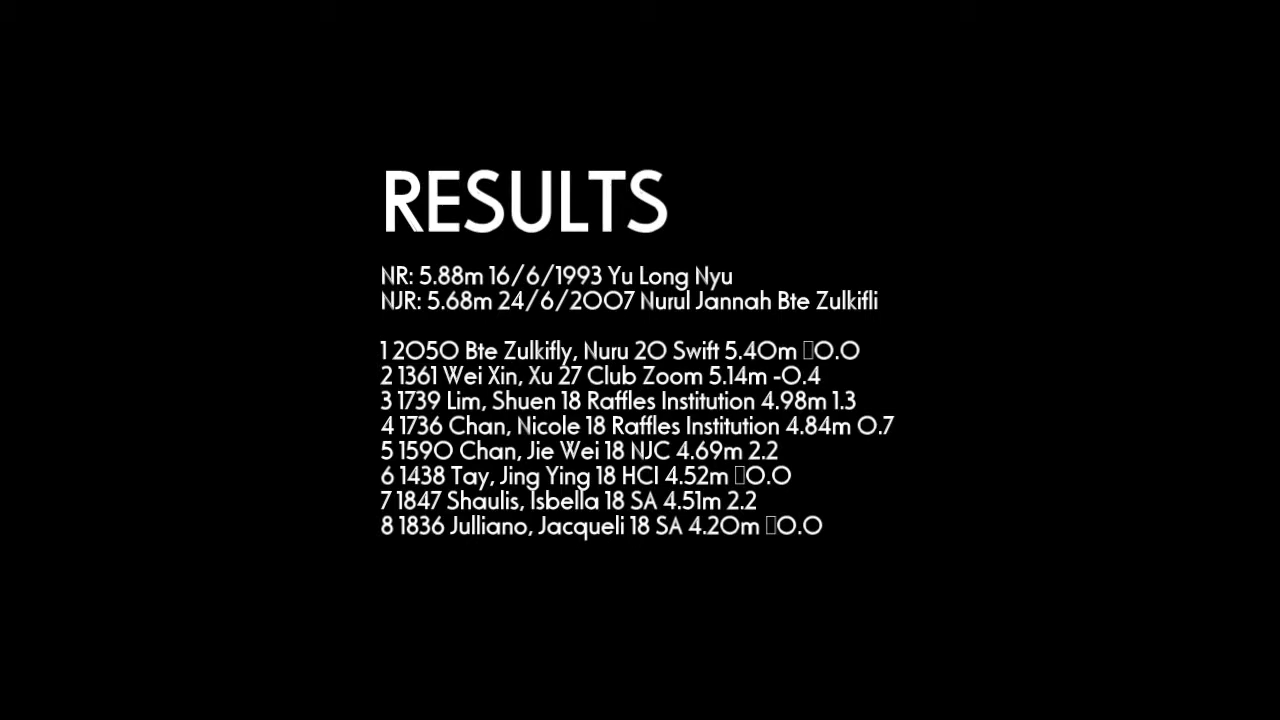 RESULTS
NR: 5.88m 16/6/1993 Yu Long Nyu
NJR: 5.68m 24/6/2007 Nurul Jannah Bte Zulkifli
1 2050 Bte Zulkifly, Nuru 20 Swift 5.40m 0.0
2 1361 Wei Xin, Xu 27 Club Zoom 5.14m -0.4
3 1739 Lim, Shuen 18 Raffles Institution 4.98m 1.3
4 1736 Chan, Nicole 18 Raffles Institution 4.84m 0.7
5 1590 Chan, Jie Wei 18 NJC 4.69m 2.2
6 1438 Tay, Jing Ying 18 HCI 4.52m 0.0
7 1847 Shaulis, Isbella 18 SA 4.51m 2.2
8 1836 Julliano, Jacqueli 18 SA 4.20m 0.0